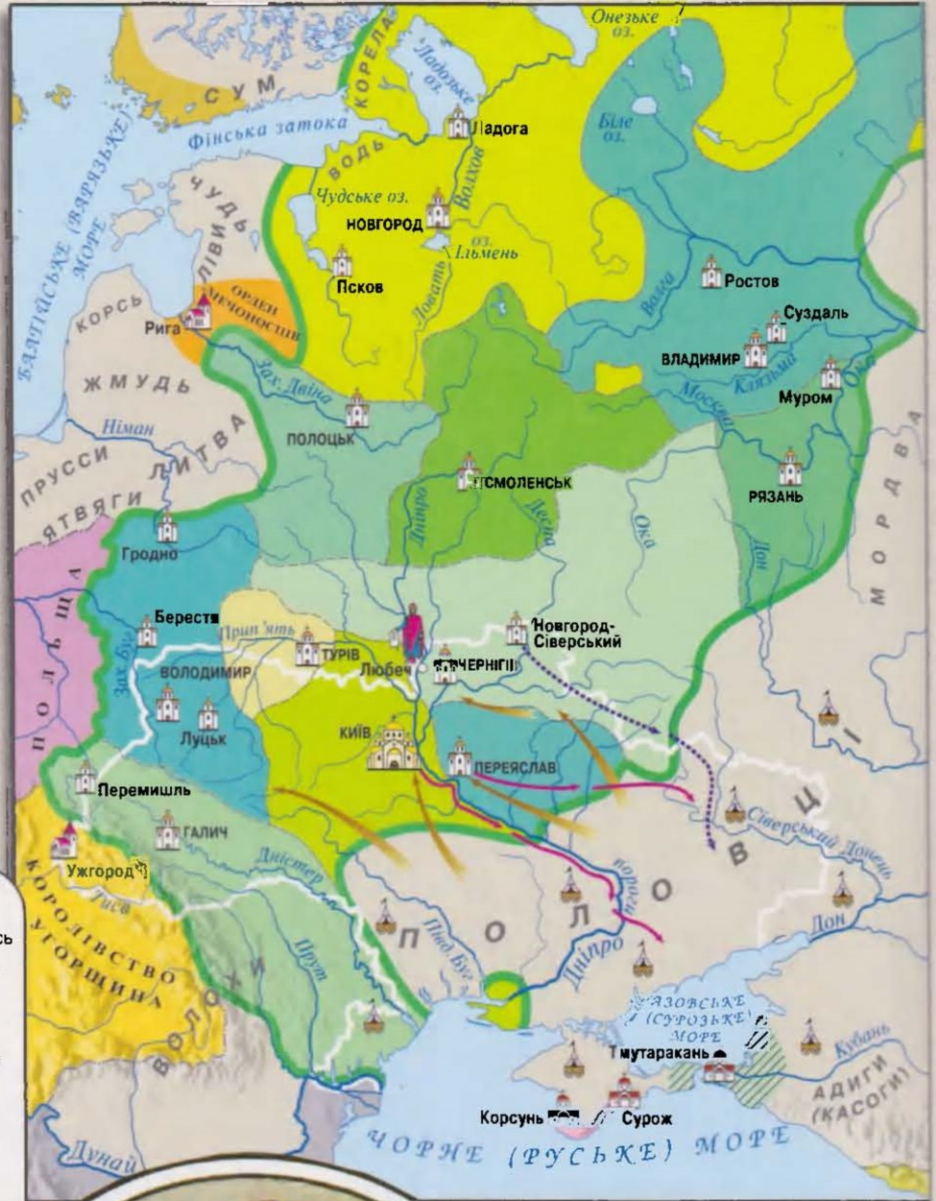 Онезьке
оз.
Ладозьке
оз.
КОРЕЛА
СУМ
Фінська затока
Ладога
Біле
оз.
ВОДЬ
Волхов
ЧУДЬ
Чудське оз.
НОВГОРОД
оз.
Ільмень
БАЛТІЙСЬКЕ (ВАРЯЗЬКЕ)
МОРЕ
ЛІВИ
Псков
Ловать
Волга
Ростов
Суздаль
КОРСЬ
ОРДЕН
МЕЧОНОСЦІВ
Рига
ВЛАДИМИР
Клязьма
Ока
Муром
Москва
ЖМУДЬ
Зах. Двіна
ПОЛОЦЬК
Німан
ЛИТВА
ПРУССИ
ЯТВЯГИ
СМОЛЕНСЬК
Дніпро
Десна
Ока
РЯЗАНЬ
Дон
МОРДВА
Гродно
ПОЛЬЩА
Берестя
Зах. Буг
Прип'ять
ТУРІВ
Любеч
Новгород-
Сіверський
ВОЛОДИМИР
Луцьк
КИЇВ
ПЕРЕЯСЛАВ
Перемишль
ГАЛИЧ
Ужгород
Тиса
Дністер
Сіверський Донець
ПОЛОВЦІ
пороги
Дніпро
Дон
КОРОЛІВСТВО
УГОРЩИНА
Прут
Півд. Буг
ВОЛОХИ
АЗОВСЬКЕ
(СУРОЗЬКЕ)
МОРЕ
Тмутаракань
Кубань
АДИГИ
(КАСОГИ)
Корсунь
Сурож
ЧОРНЕ (РУСЬКЕ) МОРЕ
Дунай